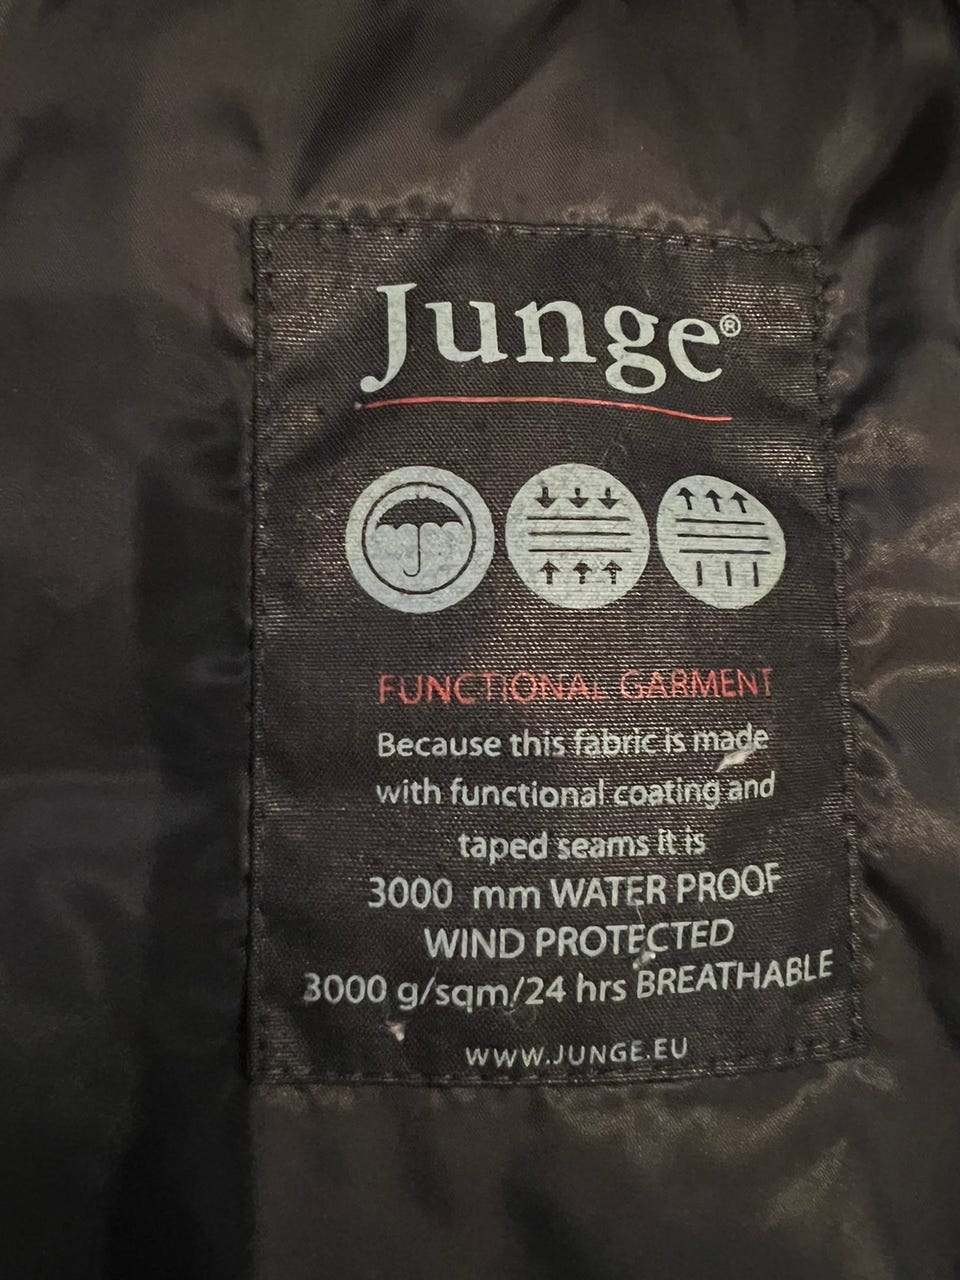 Junge®
FUNCTIONAL GARMENT
Because this fabric is made
with functional coating and
taped seams it is
3000 mm WATER PROOF
WIND PROTECTED
3000 g/sqm/24 hrs BREATHABLE
WWW.JUNGE.EU